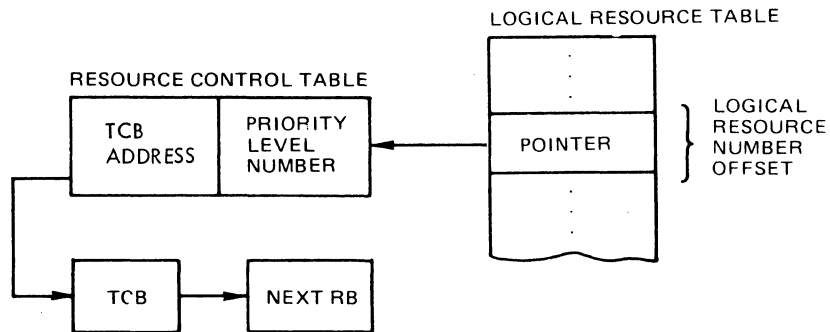 LOGICAL RESOURCE TABLE
RESOURCE CONTROL TABLE
TCB
ADDRESS
PRIORITY
LEVEL
NUMBER
POINTER
LOGICAL
RESOURCE
NUMBER
OFFSET
TCB
NEXT RB